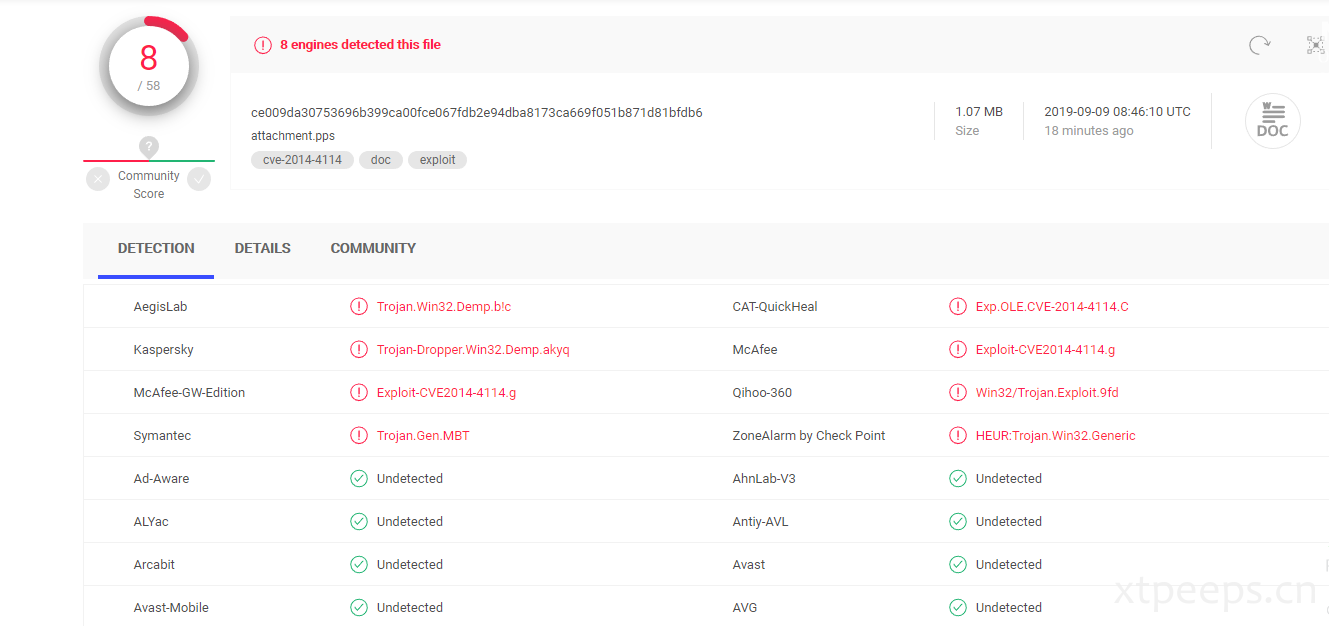 8
/ 58
8 engines detected this file
ce009da30753696b399ca00fce067fdb2e94dba8173ca669f051b871d81bfdb6
attachment.pps
cve-2014-4114 doc exploit
1.07 MB
Size
2019-09-09 08:46:10 UTC
18 minutes ago
W
DOC
?
Community
Score
DETECTION DETAILS COMMUNITY
AegisLab Trojan.Win32.Demp.b!c CAT-QuickHeal Exp.OLE.CVE-2014-4114.C
Kaspersky Trojan-Dropper.Win32.Demp.akyq McAfee Exploit-CVE2014-4114.g
McAfee-GW-Edition Exploit-CVE2014-4114.g Qihoo-360 Win32/Trojan.Exploit.9fd
Symantec Trojan.Gen.MBT ZoneAlarm by Check Point HEUR:Trojan.Win32.Generic
Ad-Aware Undetected AhnLab-V3 Undetected
ALYac Undetected Antiy-AVL Undetected
Arcabit Undetected Avast Undetected
Avast-Mobile Undetected AVG Undetected
xtpeeps.cn